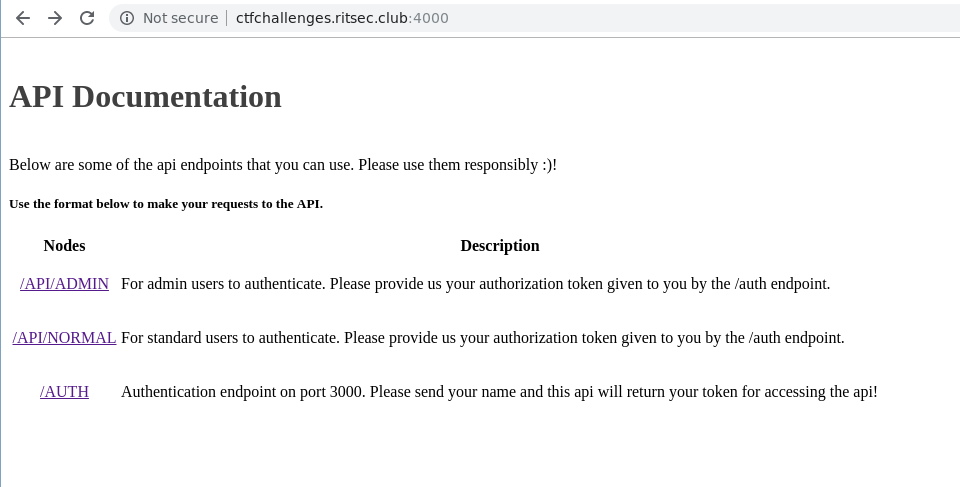 Not secure | ctfchallenges.ritsec.club:4000
API Documentation
Below are some of the api endpoints that you can use. Please use them responsibly :)!
Use the format below to make your requests to the API.
Nodes Description
/API/ADMIN For admin users to authenticate. Please provide us your authorization token given to you by the /auth endpoint.
/API/NORMAL For standard users to authenticate. Please provide us your authorization token given to you by the /auth endpoint.
/AUTH Authentication endpoint on port 3000. Please send your name and this api will return your token for accessing the api!